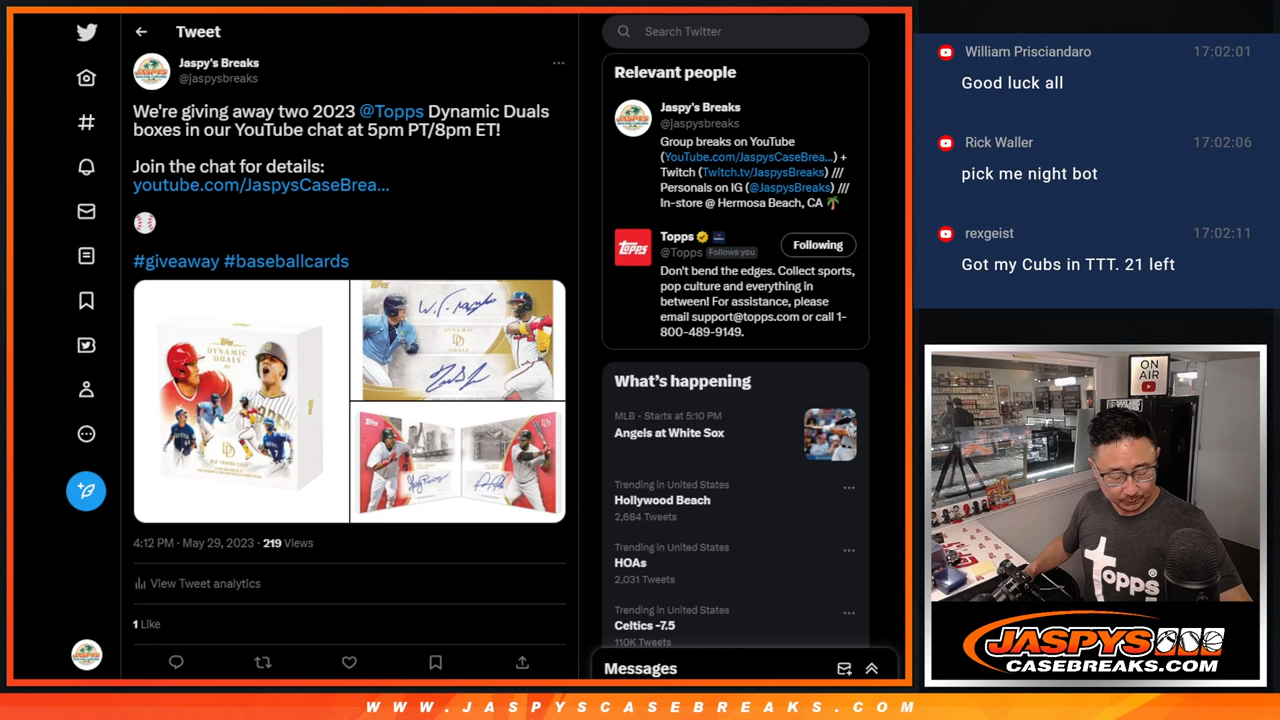 Tweet
Jaspy's Breaks
@jaspysbreaks
We're giving away two 2023 @Topps Dynamic Duals
boxes in our YouTube chat at 5pm PT/8pm ET!
Join the chat for details:
youtube.com/JaspysCaseBrea...
#giveaway #baseballcards
DYNAMIC
DUALS
4:12 PM · May 29, 2023 · 219 Views
View Tweet analytics
1 Like
Search Twitter
Relevant people
Jaspy's Breaks
@jaspysbreaks
Group breaks on YouTube
(YouTube.com/JaspysCaseBrea...) +
Twitch (Twitch.tv/JaspysBreaks) ///
Personals on IG (@JaspysBreaks) ///
In-store @ Hermosa Beach, CA
Topps
@Topps Follows you
Following
Don't bend the edges. Collect sports,
pop culture and everything in
between! For assistance, please
email support@topps.com or call 1-
800-489-9149.
What's happening
MLB · Starts at 5:10 PM
Angels at White Sox
Trending in United States
Hollywood Beach
2,684 Tweets
Trending in United States
HOAs
2,031 Tweets
Trending in United States
Celtics -7.5
110K Tweets
Messages
William Prisciandaro 17:02:01
Good luck all
Rick Waller 17:02:06
pick me night bot
rexgeist 17:02:11
Got my Cubs in TTT. 21 left
ON
AIR
Topps
JASPYS
CASEBREAKS.COM
WWW.JASPYSCASEBREAKS.COM